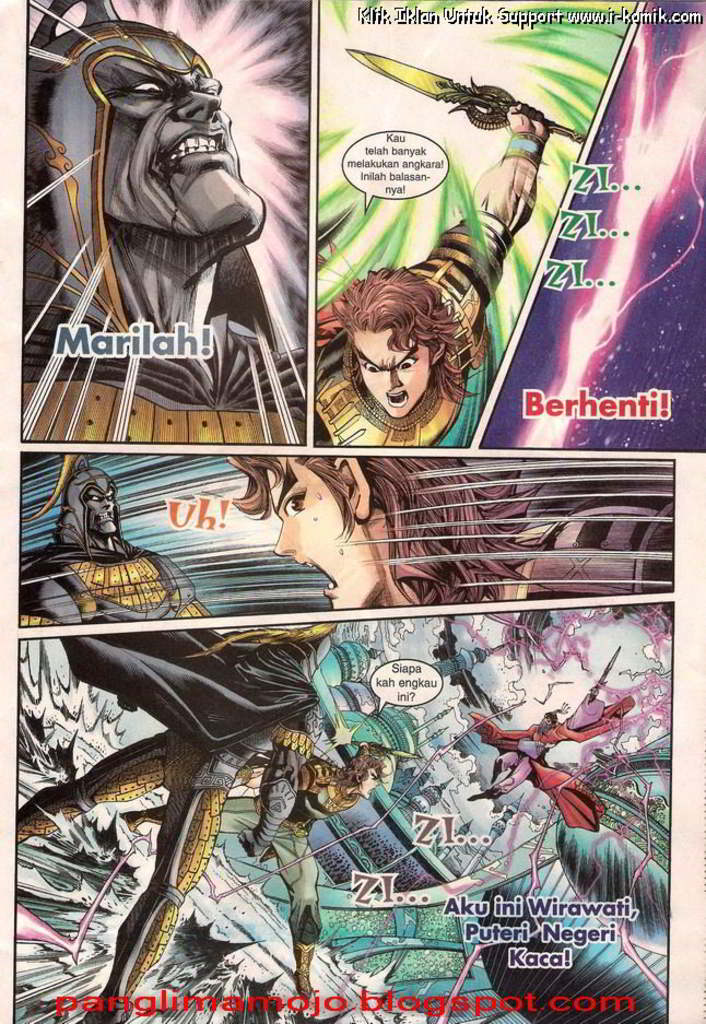 Klik Iklan Untuk Support www.i-komik.com
Marilah!
Kau
telah banyak
melakukan angkara!
Inilah balasan-
nya!
ZI...
ZI...
ZI...
Berhenti!
Uh!
Siapa
kah engkau
ini?
ZI...
ZI...
Aku ini Wirawati,
Puteri Negeri
Kaca!
panglimamojo.blogspot.com